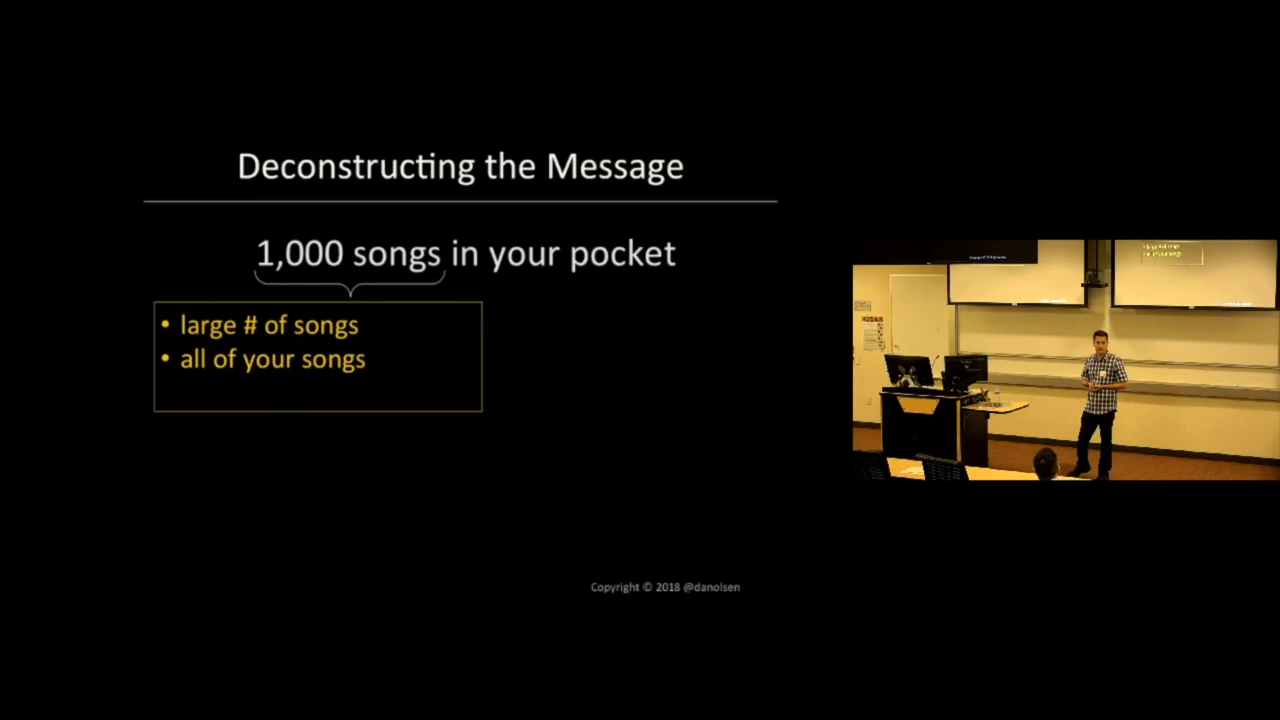 Deconstructing the Message
1,000 songs in your pocket
• large # of songs
• all of your songs
Copyright © 2018 @danolsen